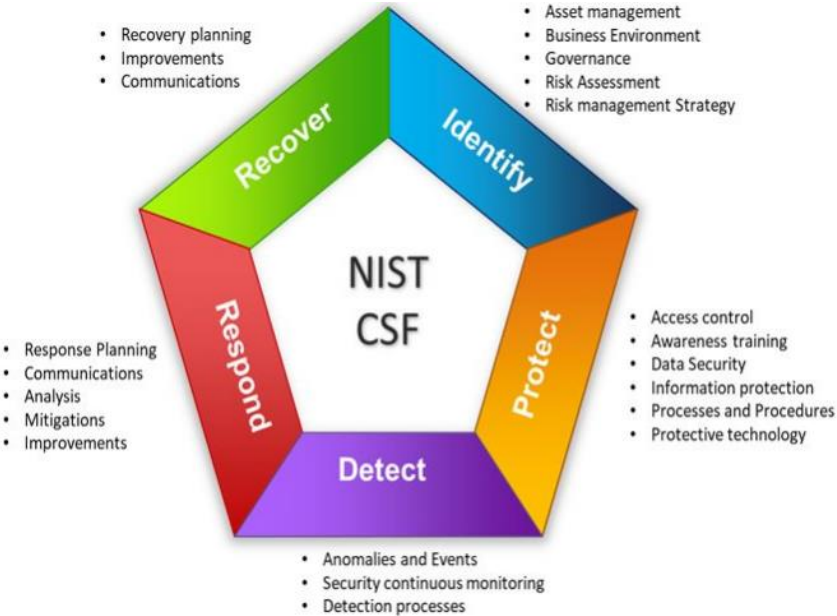 • Recovery planning
• Improvements
• Communications
• Asset management
• Business Environment
• Governance
• Risk Assessment
• Risk management Strategy
Recover
Identify
NIST
CSF
Respond
Protect
• Response Planning
• Communications
• Analysis
• Mitigations
• Improvements
• Access control
• Awareness training
• Data Security
• Information protection
• Processes and Procedures
• Protective technology
Detect
• Anomalies and Events
• Security continuous monitoring
• Detection processes